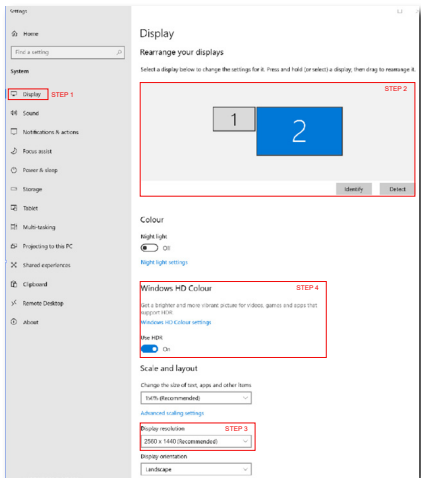 Settings
Home
Find a setting
System
Display
STEP 1
Sound
Notifications & actions
Focus assist
Power & sleep
Storage
Tablet
Multi-tasking
Projecting to this PC
Shared experiences
Clipboard
Remote Desktop
About
Display
Rearrange your displays
Select a display below to change the settings for it. Press and hold (or select) a display, then drag to rearrange it.
STEP 2
1
2
Identify
Detect
Colour
Night light
Off
Night light settings
Windows HD Colour
STEP 4
Get a brighter and more vibrant picture for videos, games and apps that
support HDR.
Windows HD Colour settings
Use HDR
On
Scale and layout
Change the size of text, apps and other items
(Recommended)
Advanced scaling settings
Display resolution
STEP 3
2560 x 1440 (Recommended)
Display orientation
Landscape